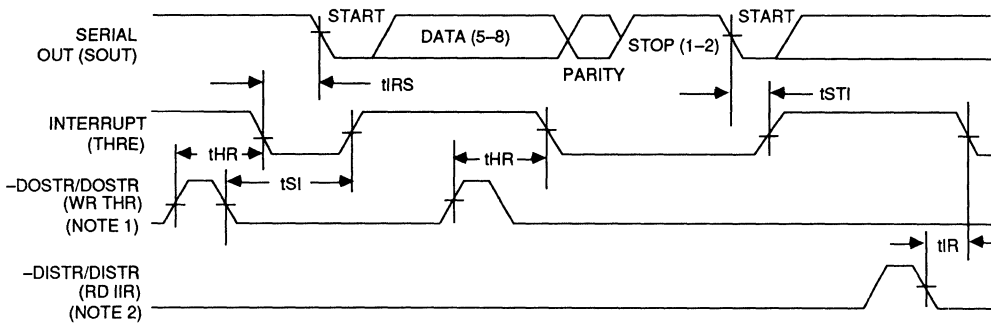 SERIAL
OUT (SOUT)
START
DATA (5–8)
PARITY
STOP (1–2)
START
tIRS
tSTI
INTERRUPT
(THRE)
tHR
tSI
tHR
–DOSTR/DOSTR
(WR THR)
(NOTE 1)
tIR
–DISTR/DISTR
(RD IIR)
(NOTE 2)